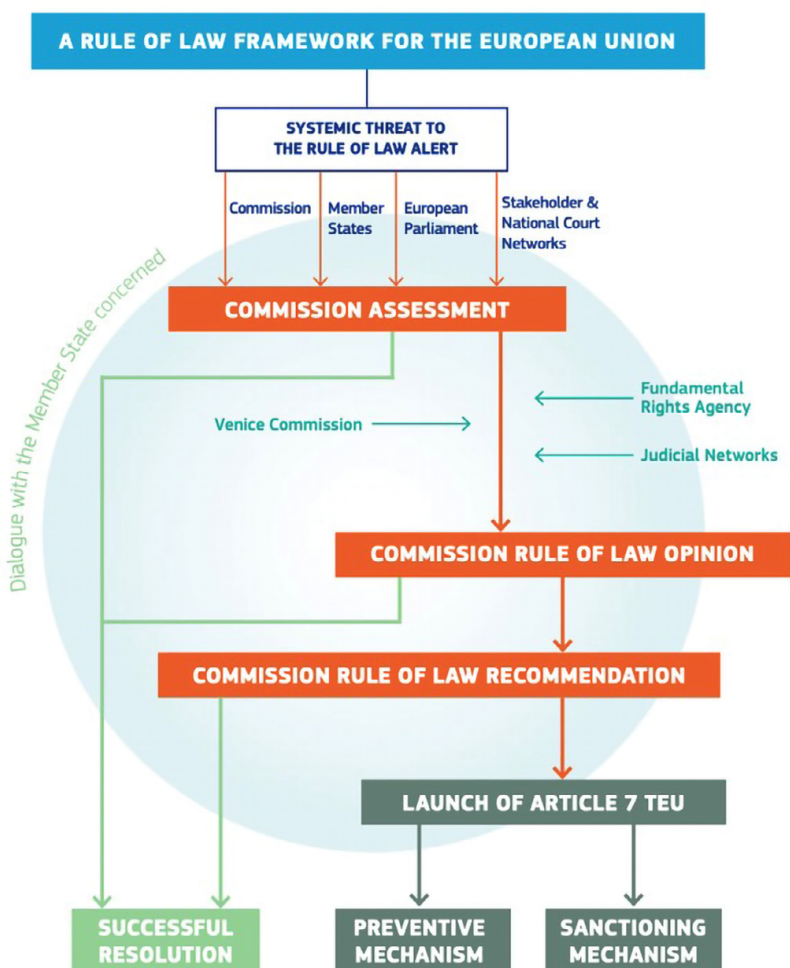 A RULE OF LAW FRAMEWORK FOR THE EUROPEAN UNION
SYSTEMIC THREAT TO
THE RULE OF LAW ALERT
Commission
Member
States
European
Parliament
Stakeholder &
National Court
Networks
Dialogue with the Member State concerned
COMMISSION ASSESSMENT
Fundamental
Rights Agency
Venice Commission
Judicial Networks
COMMISSION RULE OF LAW OPINION
COMMISSION RULE OF LAW RECOMMENDATION
LAUNCH OF ARTICLE 7 TEU
SUCCESSFUL
RESOLUTION
PREVENTIVE
MECHANISM
SANCTIONING
MECHANISM